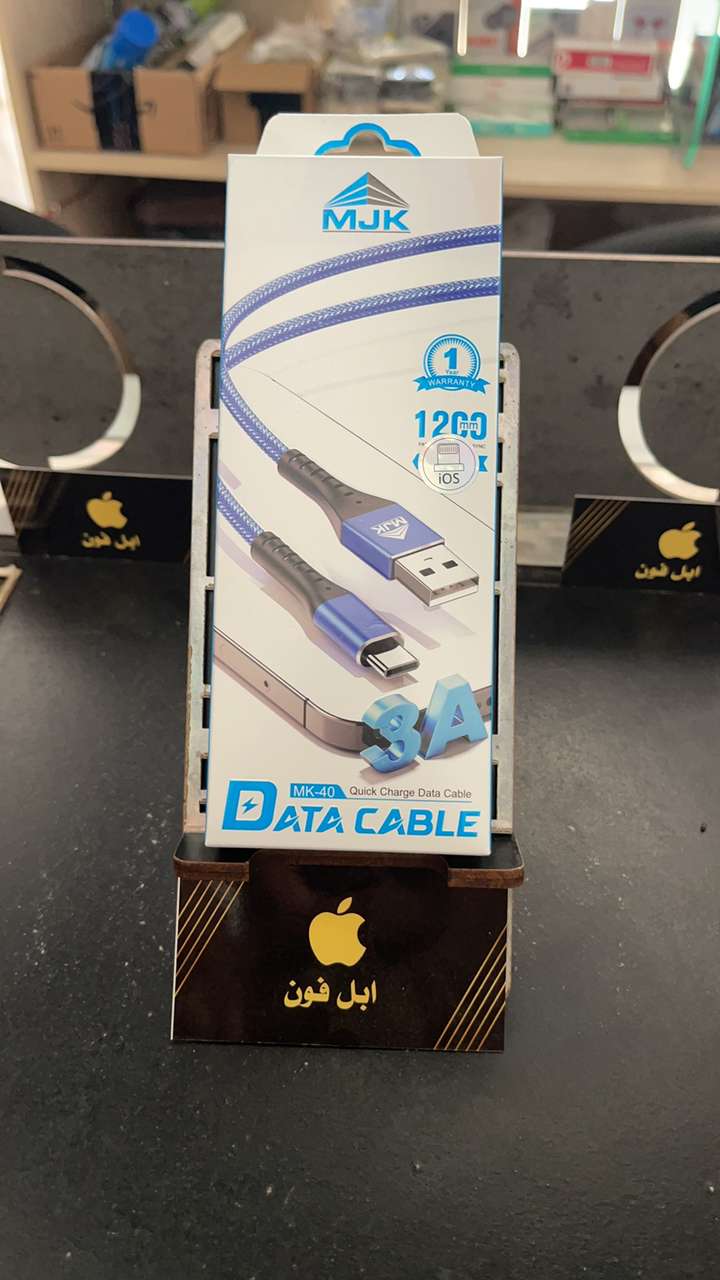 MJK
1
Year
WARRANTY
1200
mm
iOS
MJK
3A
MK-40 Quick Charge Data Cable
DATA CABLE
ابل فون
ابل فون
ابل فون